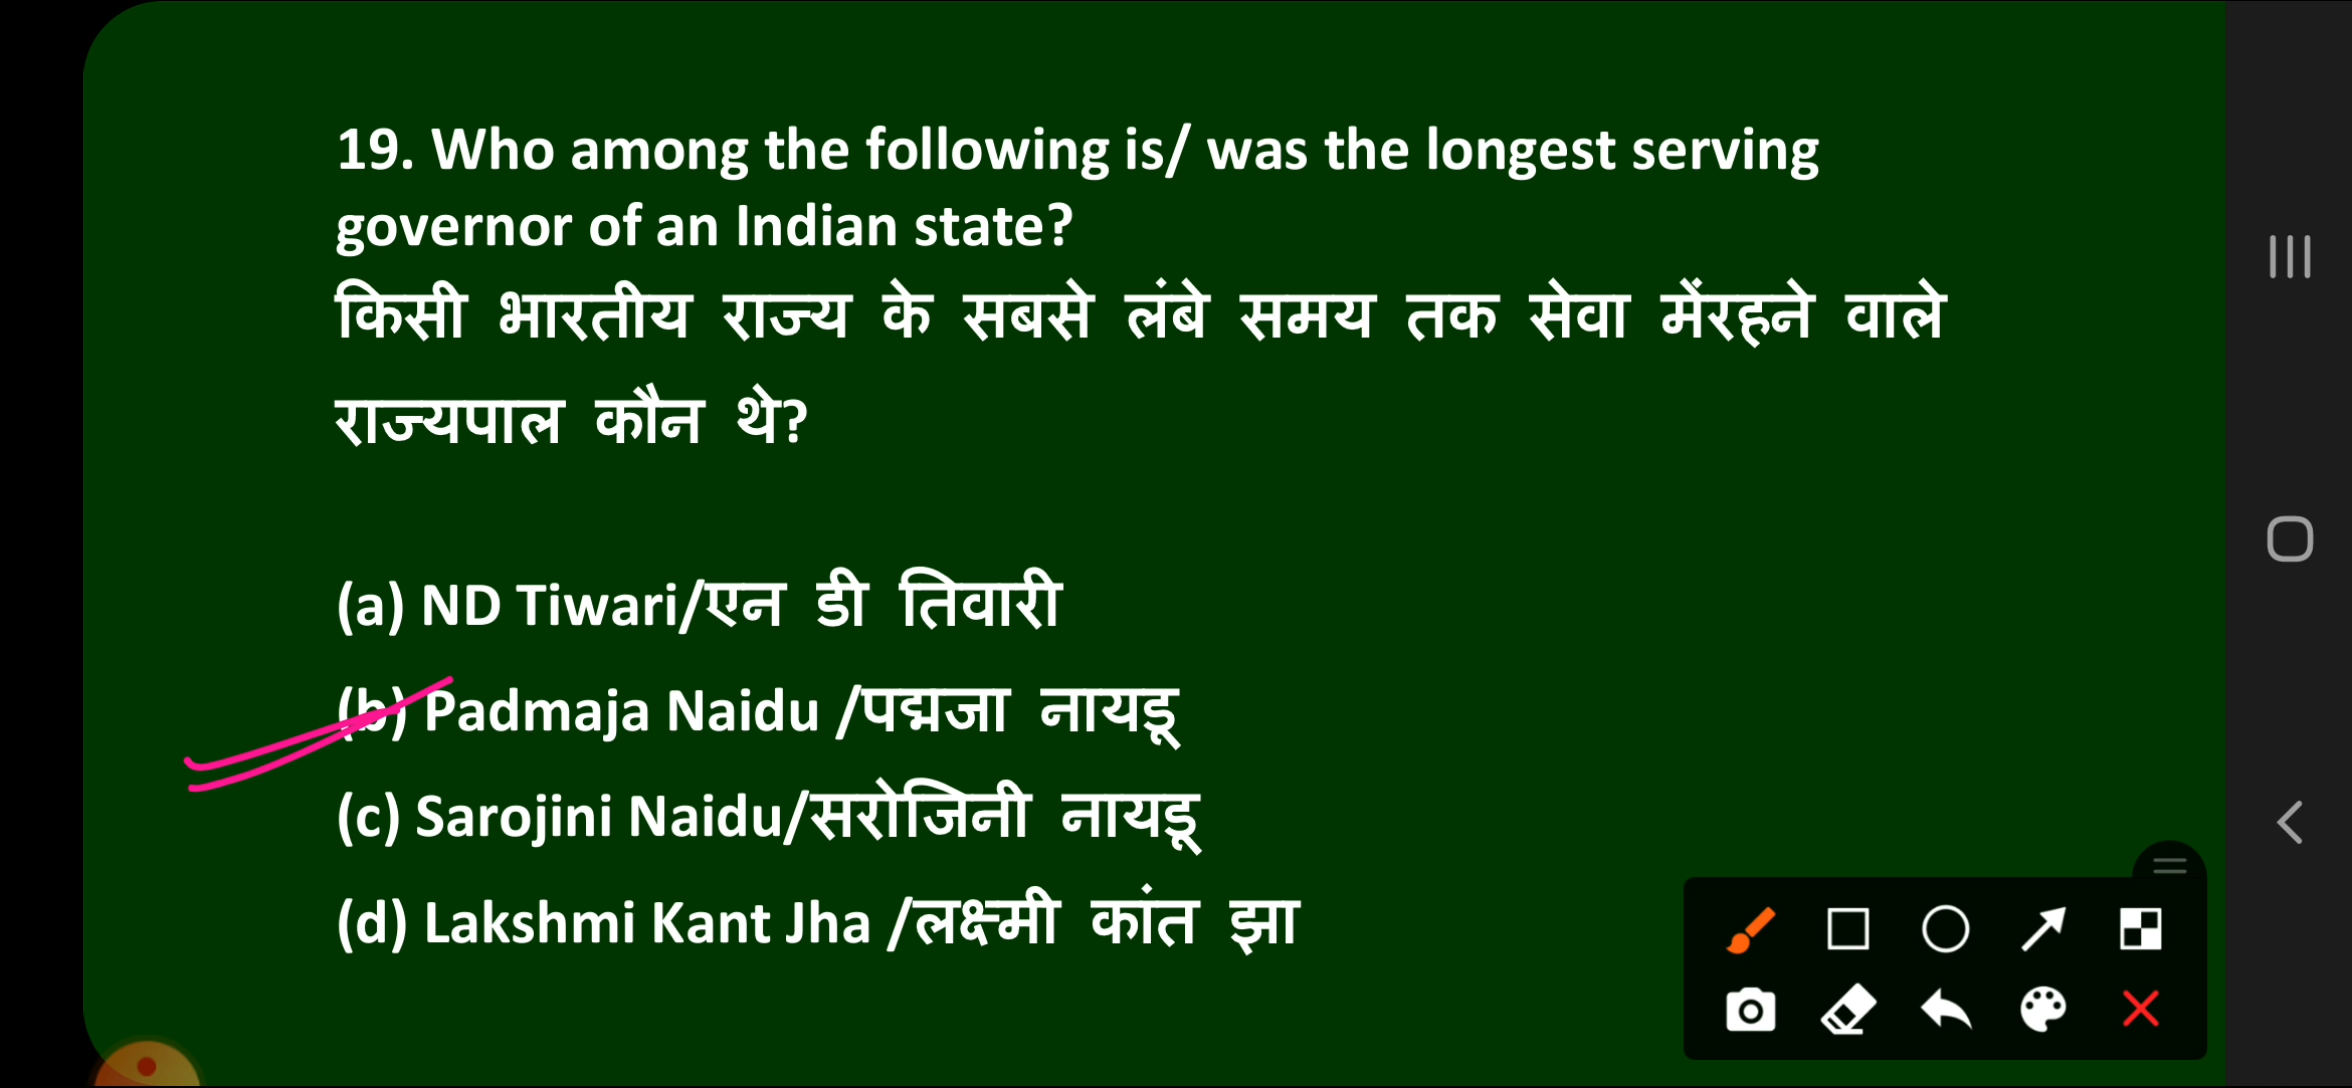 19. Who among the following is/ was the longest serving
governor of an Indian state?
किसी भारतीय राज्य के सबसे लंबे समय तक सेवा मेंरहने वाले
राज्यपाल कौन थे?
(a) ND Tiwari/एन डी तिवारी
(b) Padmaja Naidu /पद्मजा नायडू
(c) Sarojini Naidu/सरोजिनी नायडू
(d) Lakshmi Kant Jha /लक्ष्मी कांत झा